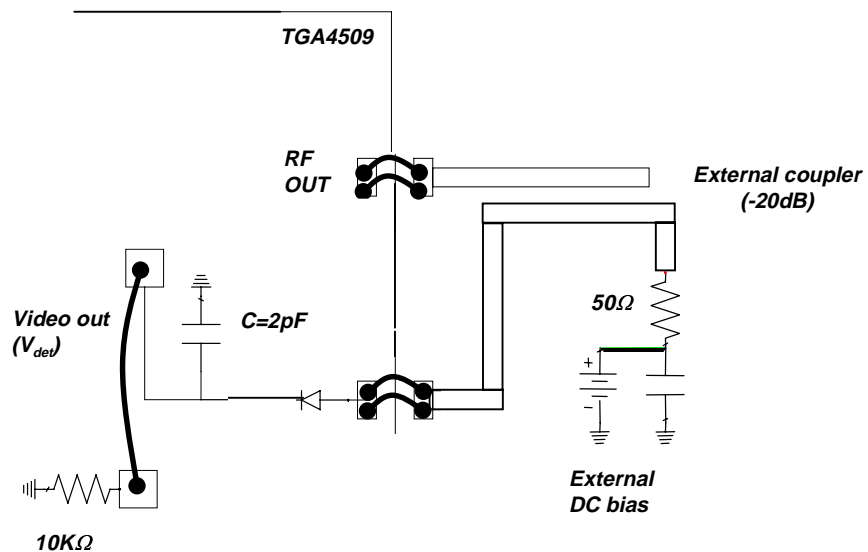 TGA4509
RF
OUT
External coupler
(-20dB)
Video out
(Vdet)
C=2pF
50Ω
+
−
External
DC bias
10KΩ